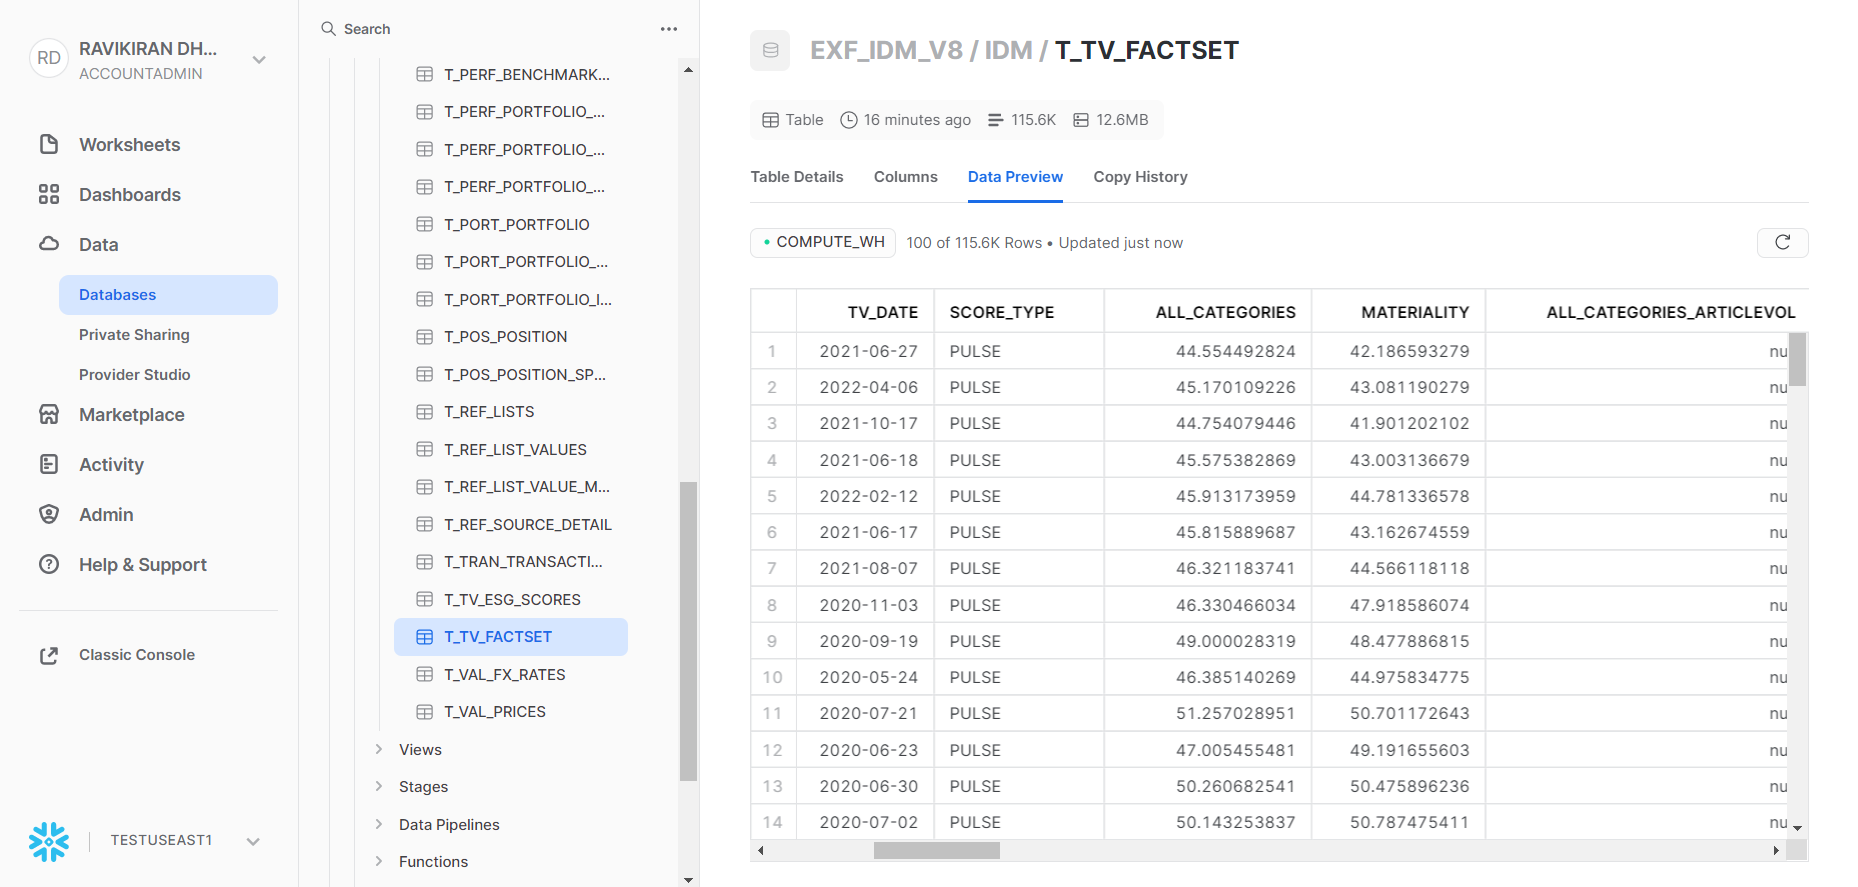 RD
RAVIKIRAN DH...
ACCOUNTADMIN
Worksheets
Dashboards
Data
Databases
Private Sharing
Provider Studio
Marketplace
Activity
Admin
Help & Support
Classic Console
TESTUSEAST1
Search
T_PERF_BENCHMARK...
T_PERF_PORTFOLIO_...
T_PERF_PORTFOLIO_...
T_PERF_PORTFOLIO_...
T_PORT_PORTFOLIO
T_PORT_PORTFOLIO_...
T_PORT_PORTFOLIO_I...
T_POS_POSITION
T_POS_POSITION_SP...
T_REF_LISTS
T_REF_LIST_VALUES
T_REF_LIST_VALUE_M...
T_REF_SOURCE_DETAIL
T_TRAN_TRANSACTI...
T_TV_ESG_SCORES
T_TV_FACTSET
T_VAL_FX_RATES
T_VAL_PRICES
Views
Stages
Data Pipelines
Functions
EXF_IDM_V8 / IDM / T_TV_FACTSET
Table 16 minutes ago 115.6K 12.6MB
Table Details Columns Data Preview Copy History
• COMPUTE_WH 100 of 115.6K Rows • Updated just now
TV_DATE SCORE_TYPE ALL_CATEGORIES MATERIALITY ALL_CATEGORIES_ARTICLEVOL
1 2021-06-27 PULSE 44.554492824 42.186593279 nu
2 2022-04-06 PULSE 45.170109226 43.081190279 nu
3 2021-10-17 PULSE 44.754079446 41.901202102 nu
4 2021-06-18 PULSE 45.575382869 43.003136679 nu
5 2022-02-12 PULSE 45.913173959 44.781336578 nu
6 2021-06-17 PULSE 45.815889687 43.162674559 nu
7 2021-08-07 PULSE 46.321183741 44.566118118 nu
8 2020-11-03 PULSE 46.330466034 47.918586074 nu
9 2020-09-19 PULSE 49.000028319 48.477886815 nu
10 2020-05-24 PULSE 46.385140269 44.975834775 nu
11 2020-07-21 PULSE 51.257028951 50.701172643 nu
12 2020-06-23 PULSE 47.005455481 49.191655603 nu
13 2020-06-30 PULSE 50.260682541 50.475896236 nu
14 2020-07-02 PULSE 50.143253837 50.787475411 nu